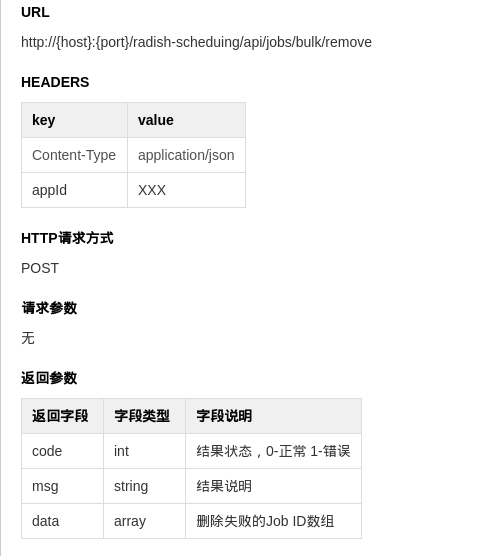 URL
http://{host}:{port}/radish-scheduing/api/jobs/bulk/remove
HEADERS
key value
Content-Type application/json
appId XXX
HTTP请求方式
POST
请求参数
无
返回参数
返回字段 字段类型 字段说明
code int 结果状态，0-正常 1-错误
msg string 结果说明
data array 删除失败的Job ID数组